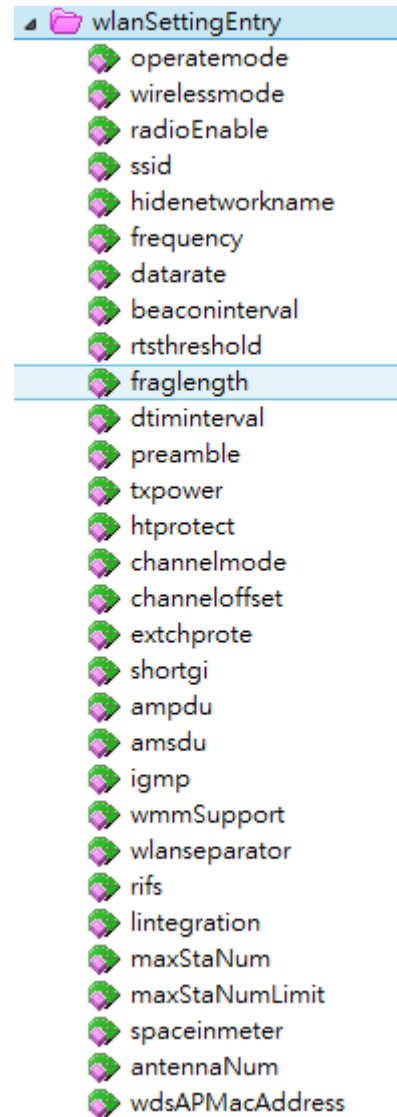 wlanSettingEntry
operatemode
wirelessmode
radioEnable
ssid
hidenetworkname
frequency
datarate
beaconinterval
rtsthreshold
fraglength
dtiminterval
preamble
txpower
htprotect
channelmode
channeloffset
extchprote
shortgi
ampdu
amsdu
igmp
wmmSupport
wlanseparator
rifs
lintegration
maxStaNum
maxStaNumLimit
spaceinmeter
antennaNum
wdsAPMacAddress